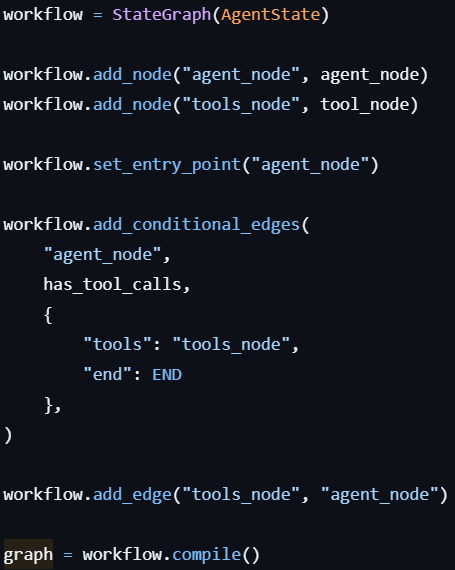 workflow = StateGraph(AgentState)
workflow.add_node("agent_node", agent_node)
workflow.add_node("tools_node", tool_node)
workflow.set_entry_point("agent_node")
workflow.add_conditional_edges(
    "agent_node",
    has_tool_calls,
    {
        "tools": "tools_node",
        "end": END
    },
)
workflow.add_edge("tools_node", "agent_node")
graph = workflow.compile()